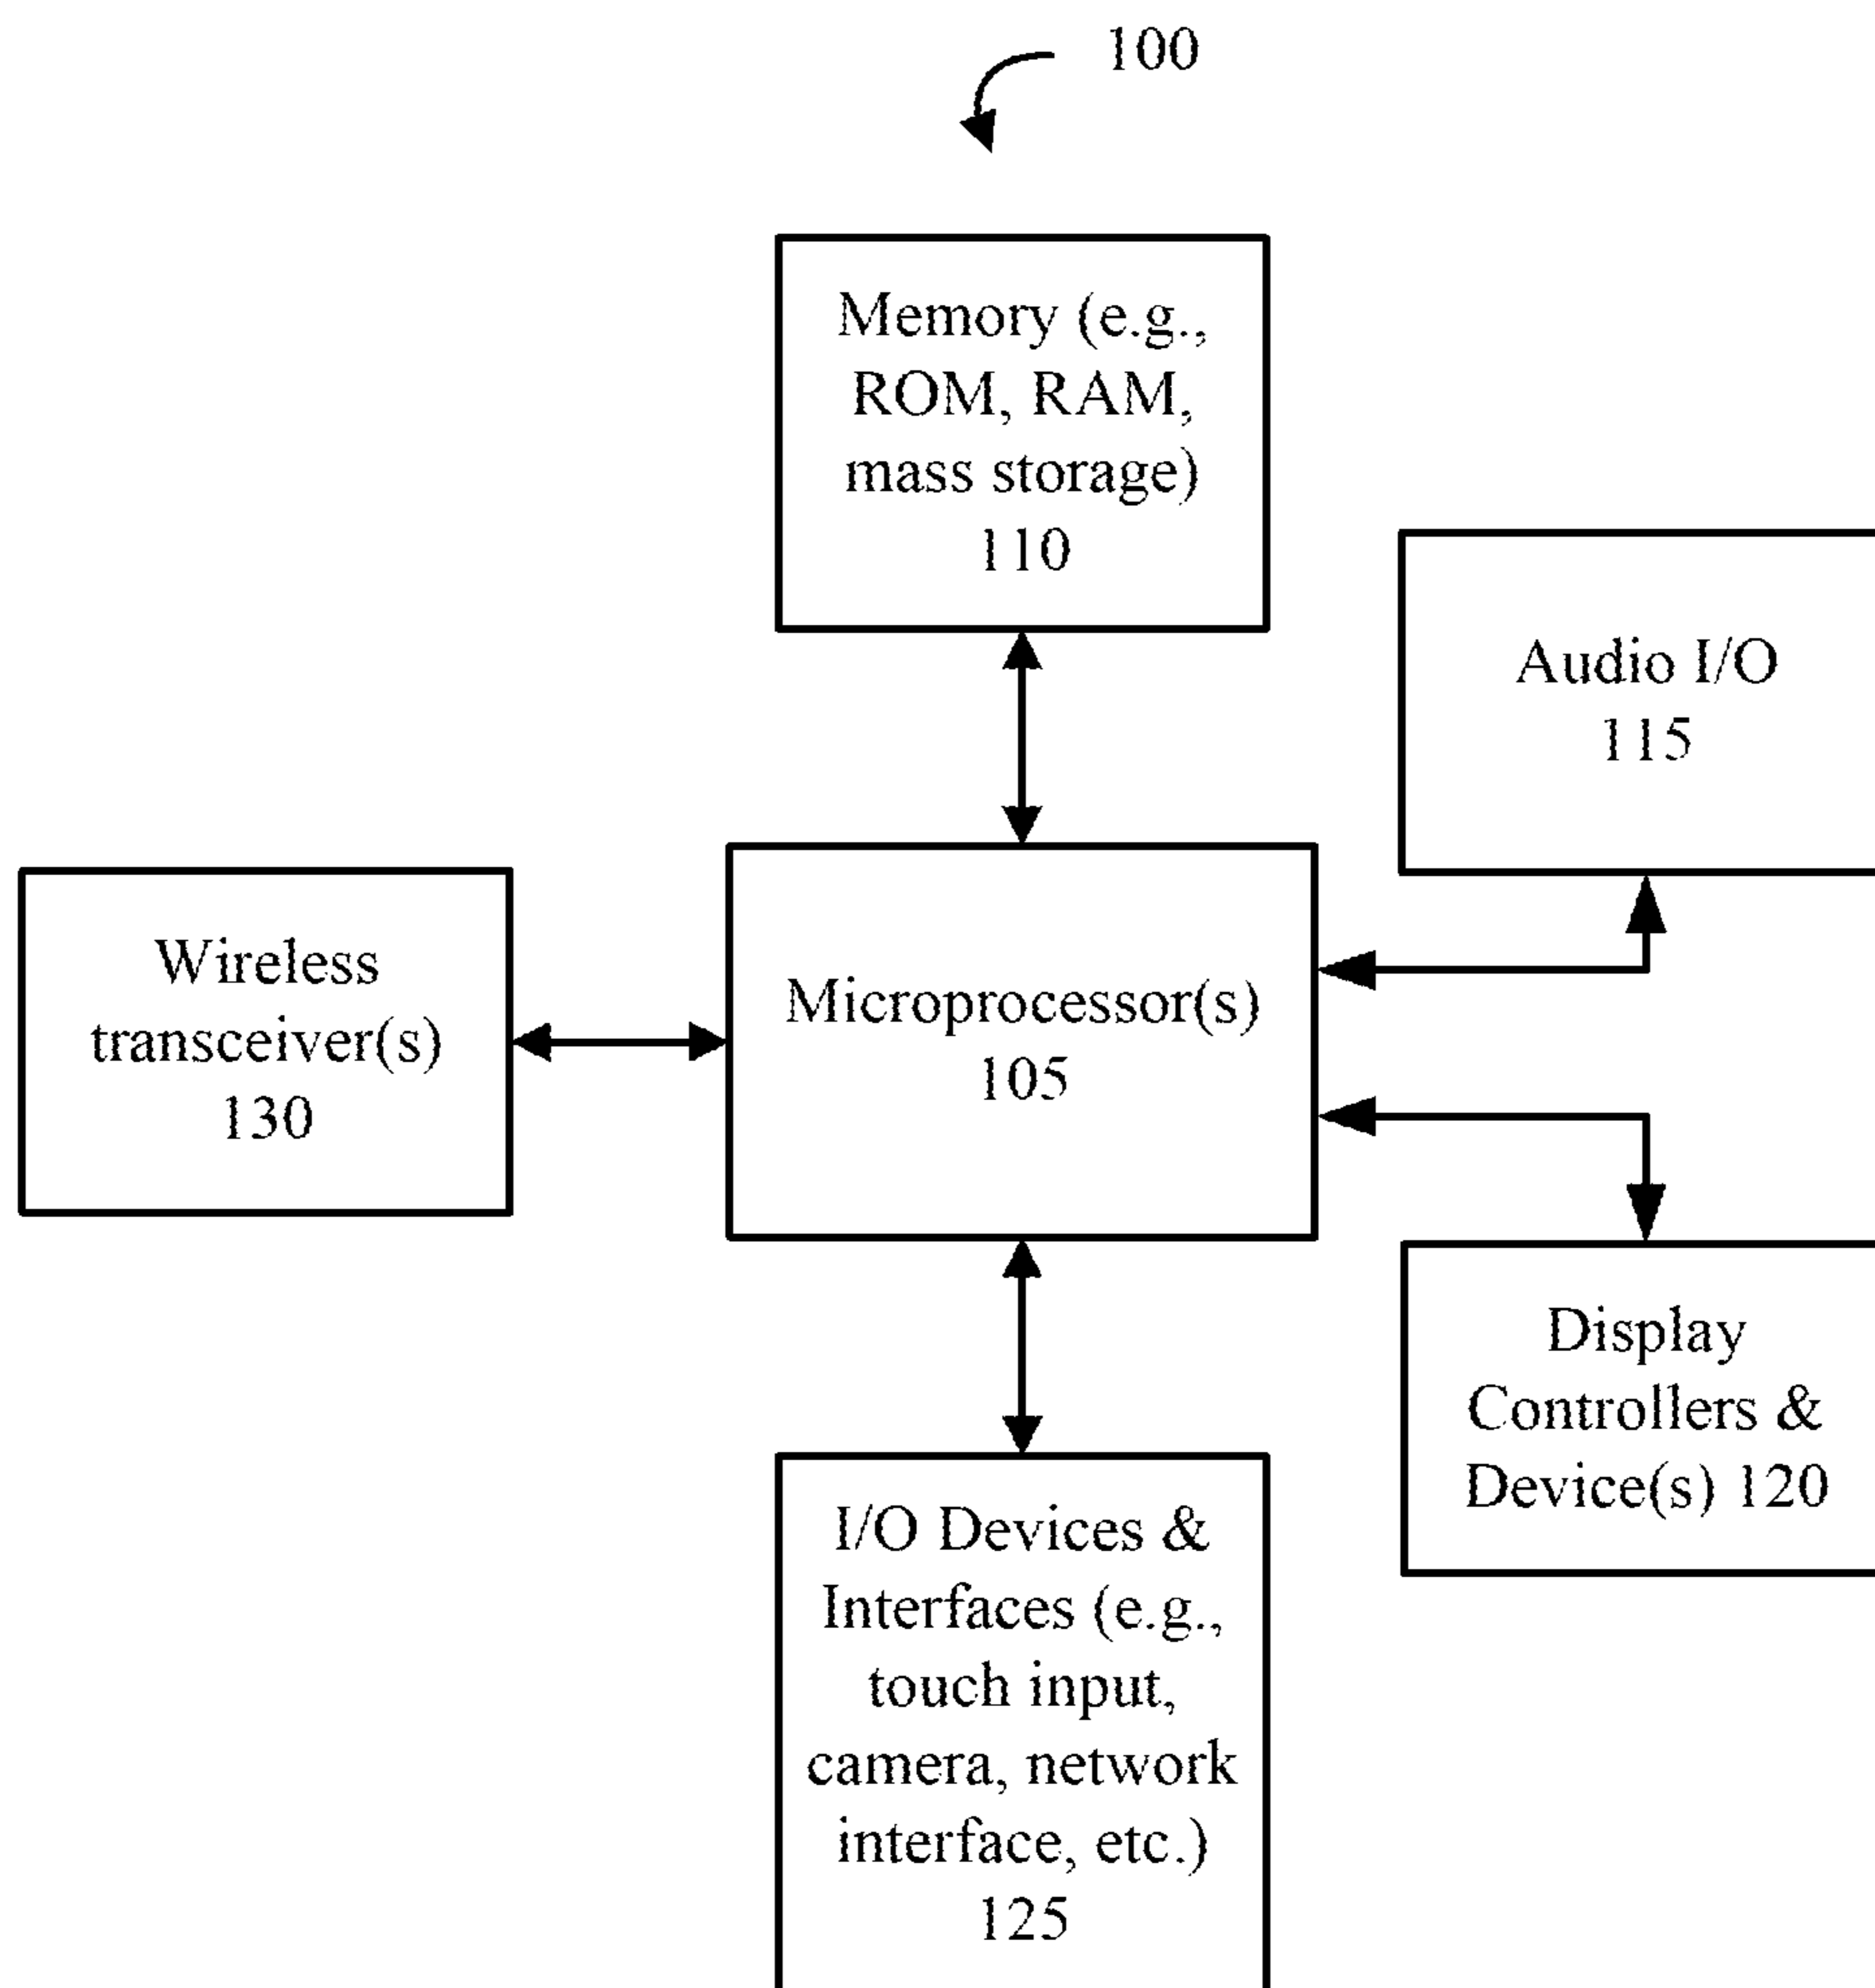 100
Memory (e.g.,
ROM, RAM,
mass storage)
110
Audio I/O
115
Wireless
transceiver(s)
130
Microprocessor(s)
105
Display
Controllers &
Device(s) 120
I/O Devices &
Interfaces (e.g.,
touch input,
camera, network
interface, etc.)
125